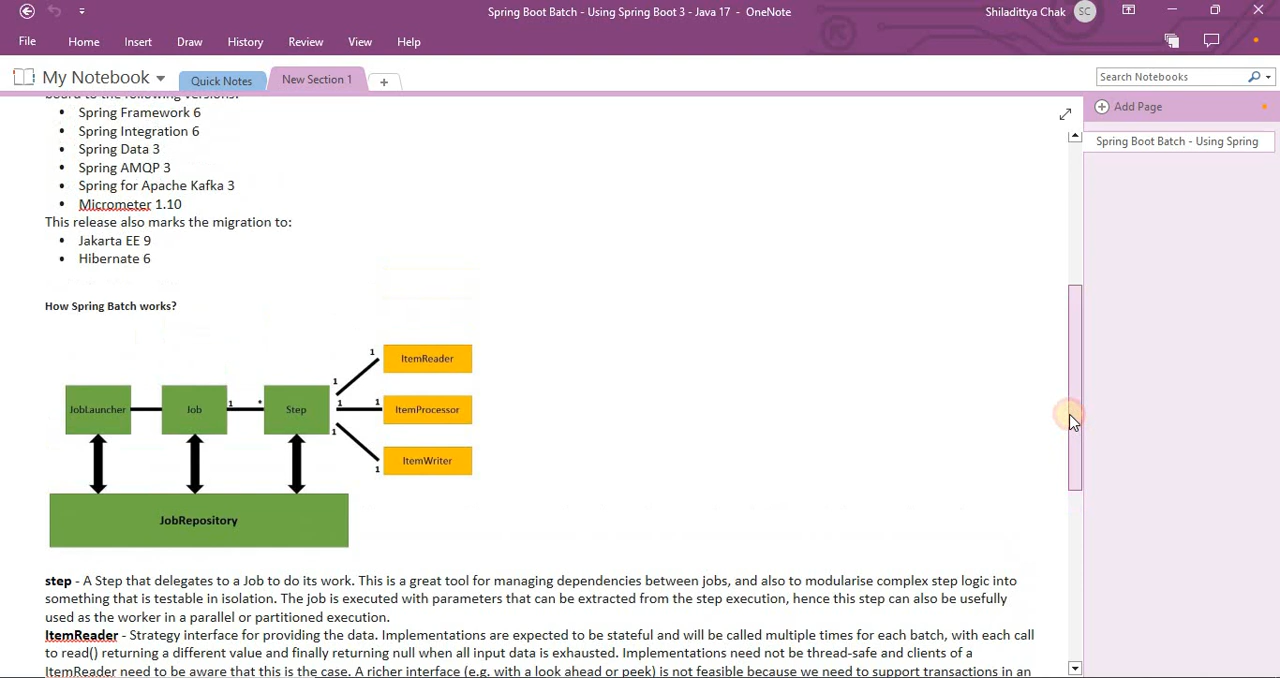 Spring Boot Batch - Using Spring Boot 3 - Java 17 - OneNote
Shiladittya Chak
SC
File
Home
Insert
Draw
History
Review
View
Help
My Notebook
Quick Notes
New Section 1
Search Notebooks
Add Page
Spring Boot Batch - Using Spring
board to the following versions:
• Spring Framework 6
• Spring Integration 6
• Spring Data 3
• Spring AMQP 3
• Spring for Apache Kafka 3
• Micrometer 1.10
This release also marks the migration to:
• Jakarta EE 9
• Hibernate 6
How Spring Batch works?
1
ItemReader
1
JobLauncher
Job
1
*
Step
1
1
ItemProcessor
1
1
ItemWriter
JobRepository
step - A Step that delegates to a Job to do its work. This is a great tool for managing dependencies between jobs, and also to modularise complex step logic into
something that is testable in isolation. The job is executed with parameters that can be extracted from the step execution, hence this step can also be usefully
used as the worker in a parallel or partitioned execution.
ItemReader - Strategy interface for providing the data. Implementations are expected to be stateful and will be called multiple times for each batch, with each call
to read() returning a different value and finally returning null when all input data is exhausted. Implementations need not be thread-safe and clients of a
ItemReader need to be aware that this is the case. A richer interface (e.g. with a look ahead or peek) is not feasible because we need to support transactions in an